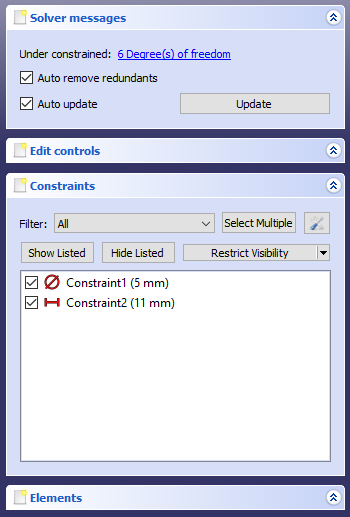 Solver messages
Under constrained: 6 Degree(s) of freedom
Auto remove redundants
Auto update Update
Edit controls
Constraints
Filter: All Select Multiple
Show Listed Hide Listed Restrict Visibility
Constraint1 (5 mm)
Constraint2 (11 mm)
Elements